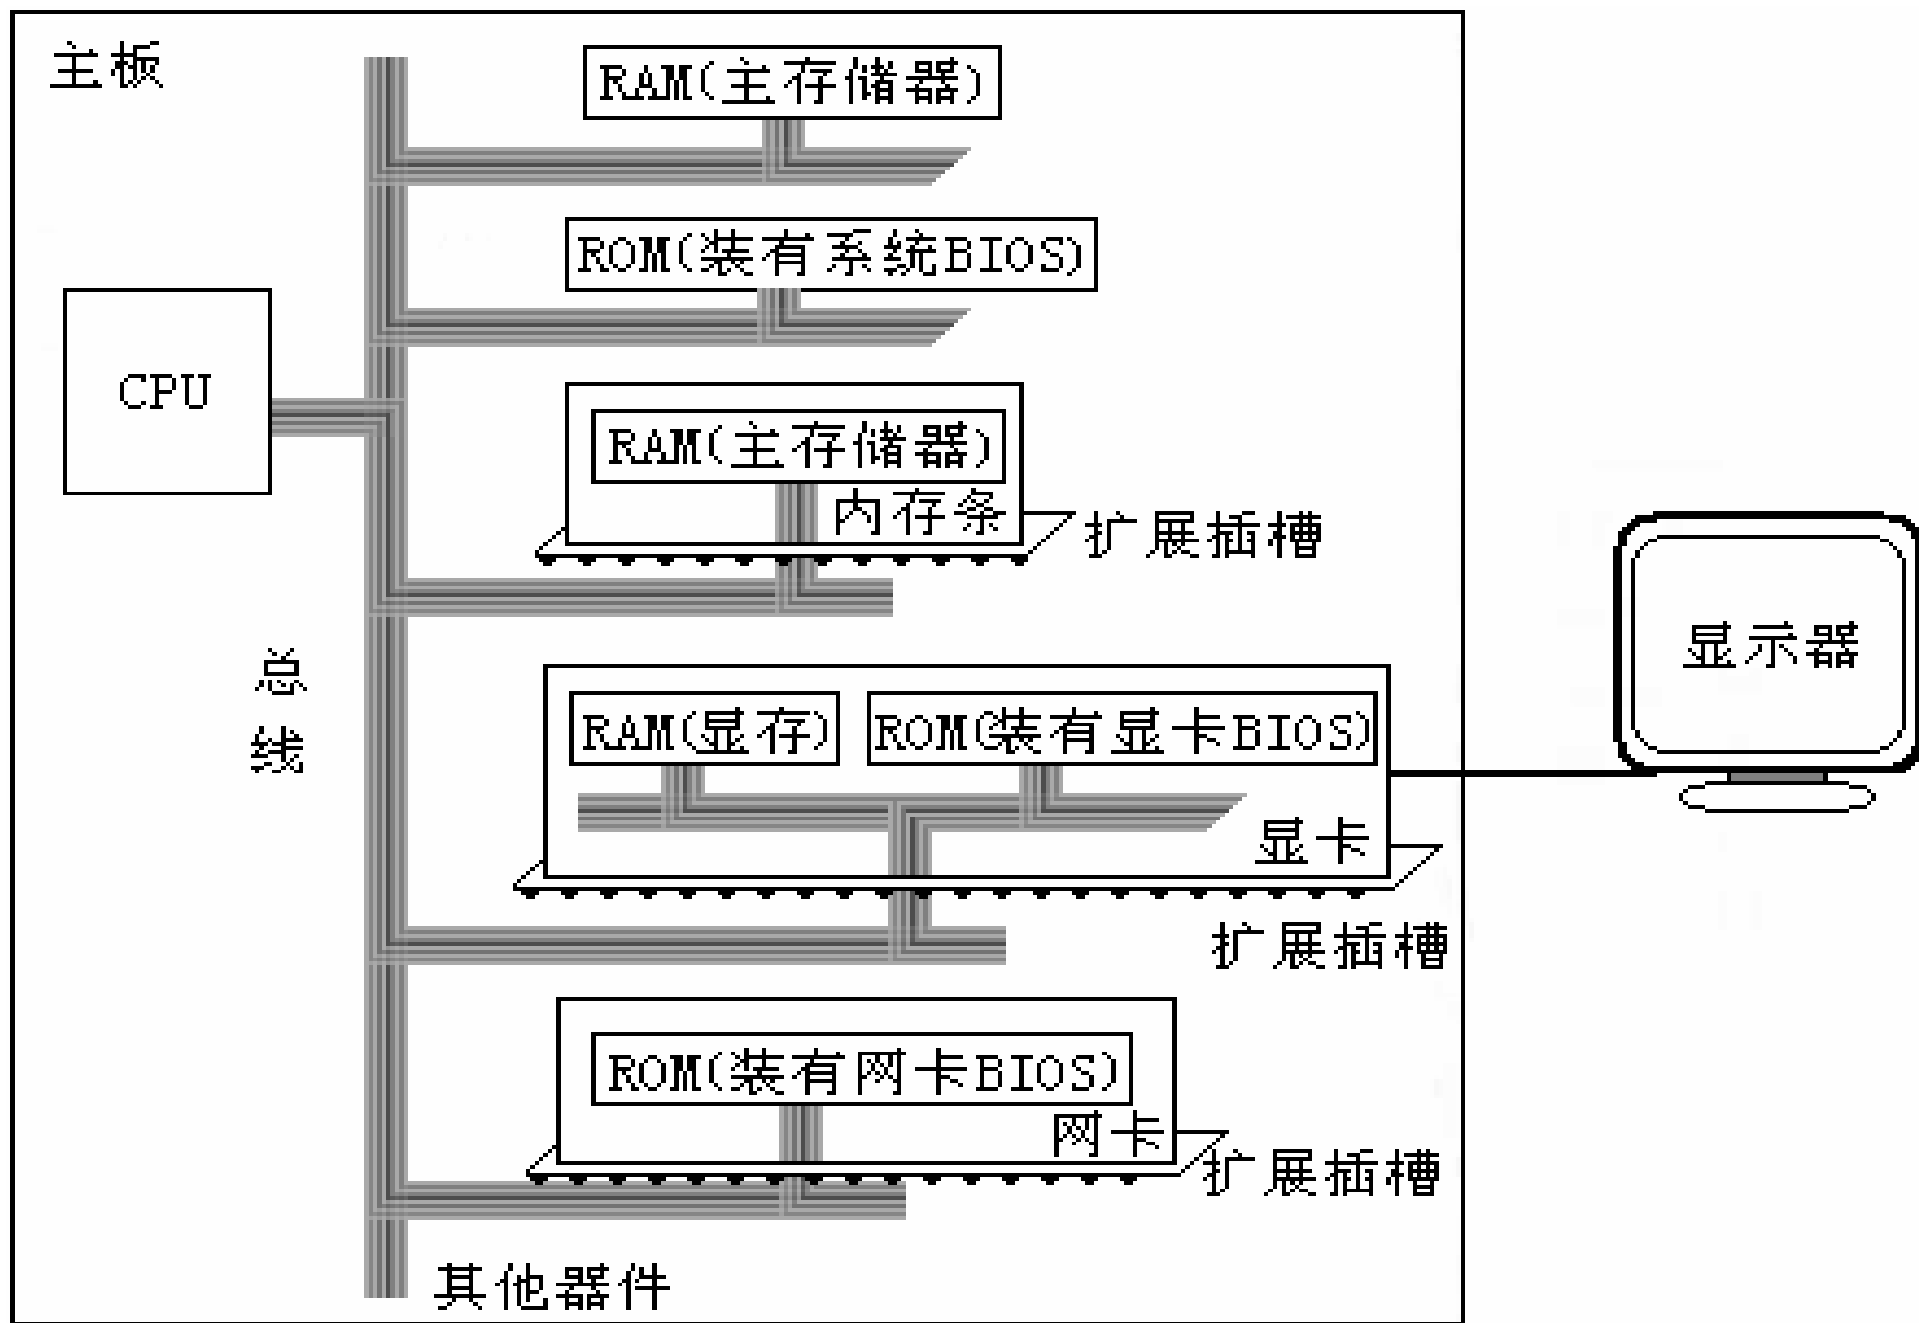 主板
RAM(主存储器)
ROM(装有系统BIOS)
CPU
RAM(主存储器)
内存条
扩展插槽
总线
显示器
RAM(显存)
ROM(装有显卡BIOS)
显卡
扩展插槽
ROM(装有网卡BIOS)
网卡
扩展插槽
其他器件